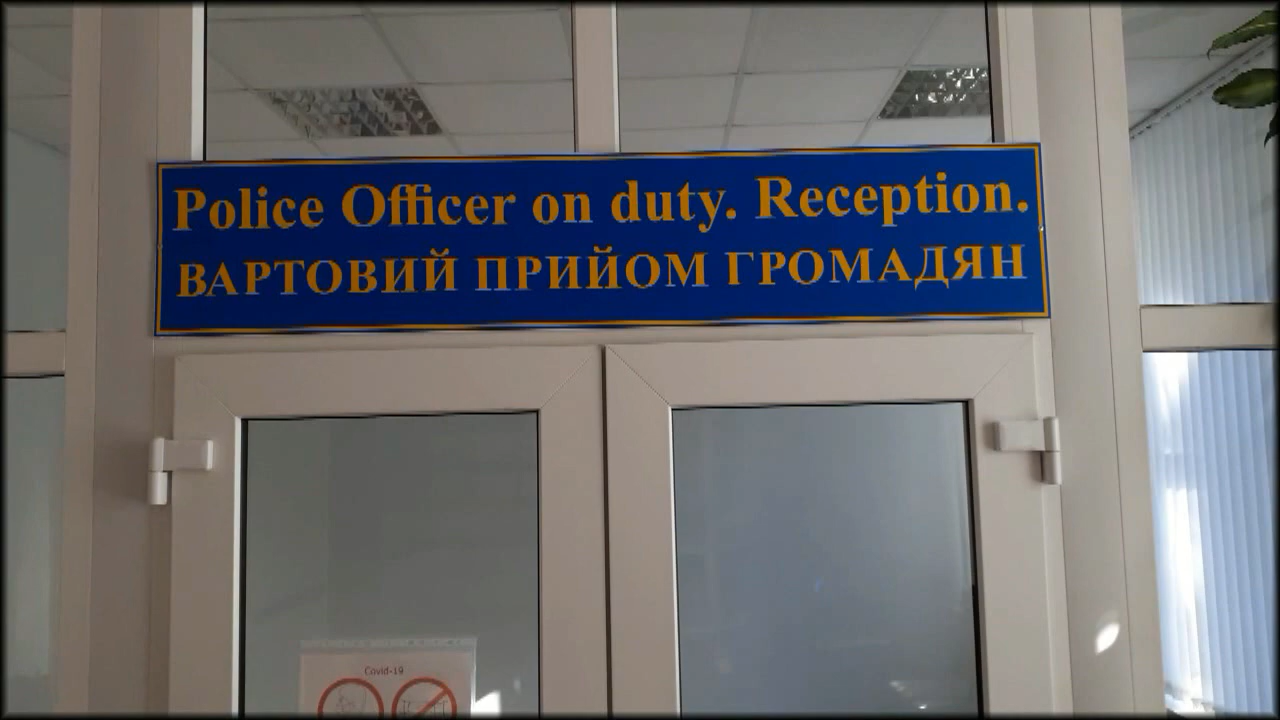 Police Officer on duty. Reception.
ВАРТОВИЙ ПРИЙОМ ГРОМАДЯН
Covid-19